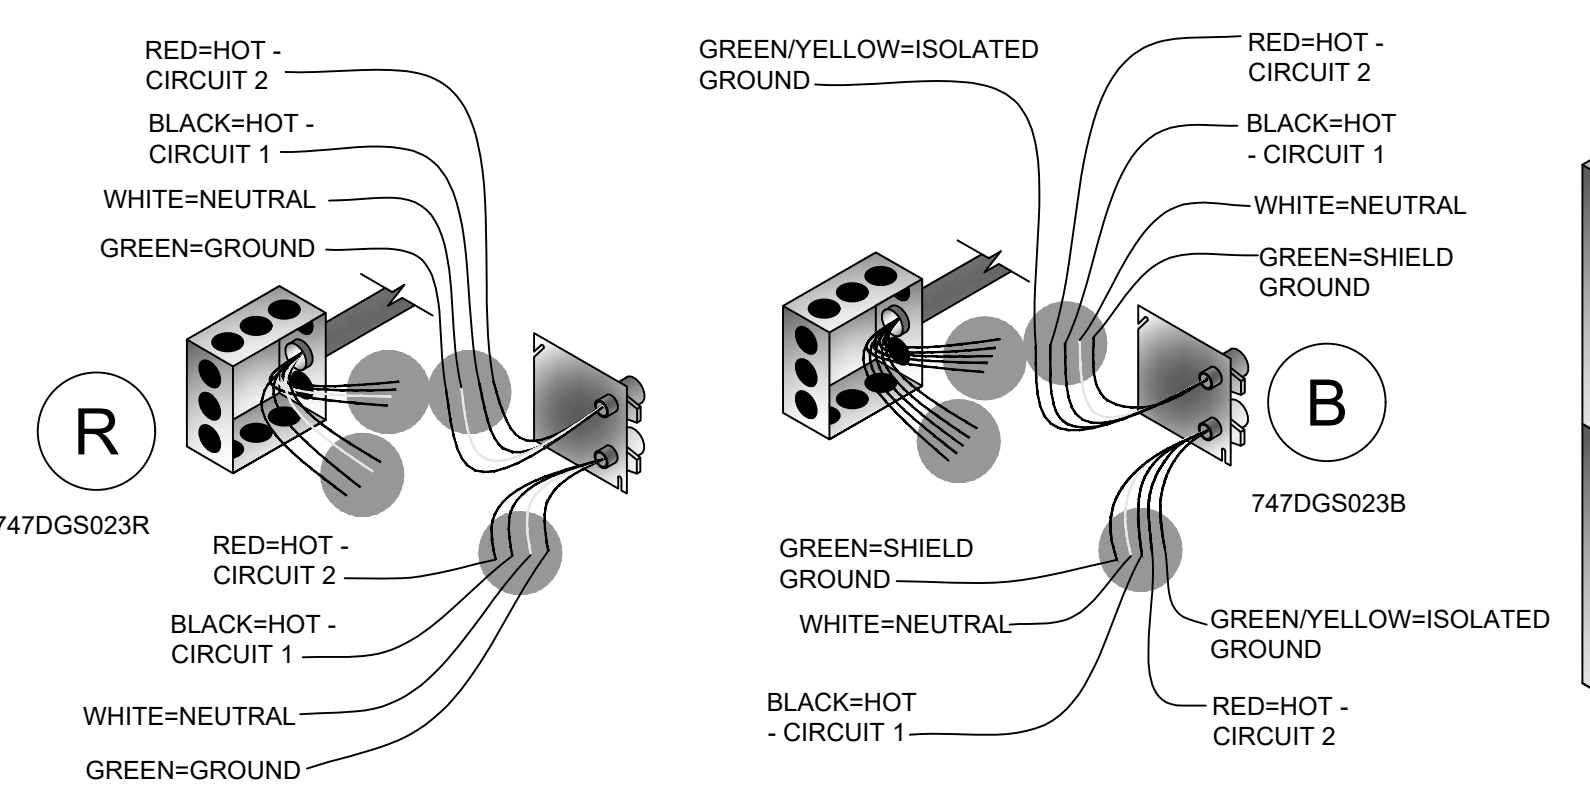 RED=HOT -
CIRCUIT 2
BLACK=HOT -
CIRCUIT 1
WHITE=NEUTRAL
GREEN=GROUND
R
747DGS023R
RED=HOT -
CIRCUIT 2
BLACK=HOT -
CIRCUIT 1
WHITE=NEUTRAL
GREEN=GROUND
GREEN/YELLOW=ISOLATED
GROUND
RED=HOT -
CIRCUIT 2
BLACK=HOT
- CIRCUIT 1
WHITE=NEUTRAL
GREEN=SHIELD
GROUND
B
747DGS023B
GREEN=SHIELD
GROUND
WHITE=NEUTRAL
BLACK=HOT
- CIRCUIT 1
GREEN/YELLOW=ISOLATED
GROUND
RED=HOT -
CIRCUIT 2